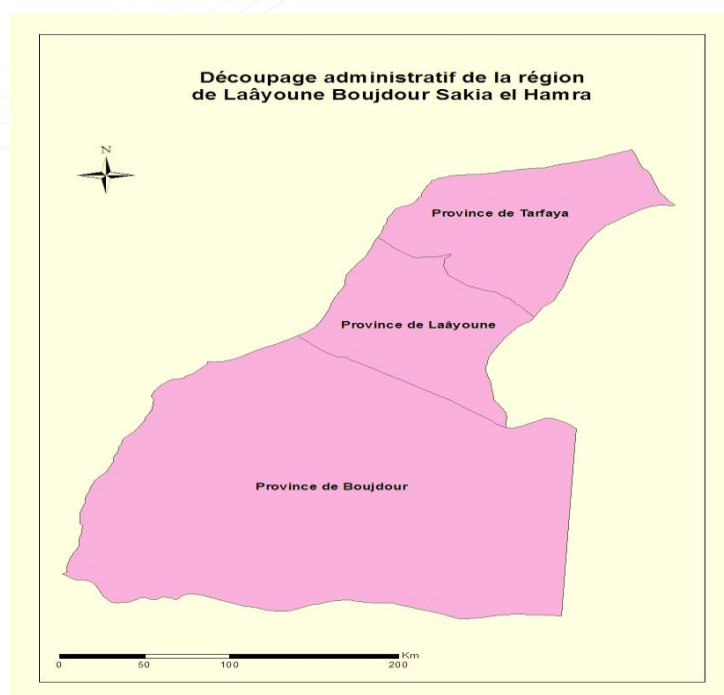 Découpage administratif de la région
de Laâyoune Boujdour Sakia el Hamra
N
Province de Tarfaya
Province de Laâyoune
Province de Boujdour
Km
0 50 100 200